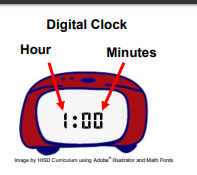 Digital Clock
Hour Minutes
1:00
Image by HISD Curriculum using Adobe® Illustrator and Math Fonts